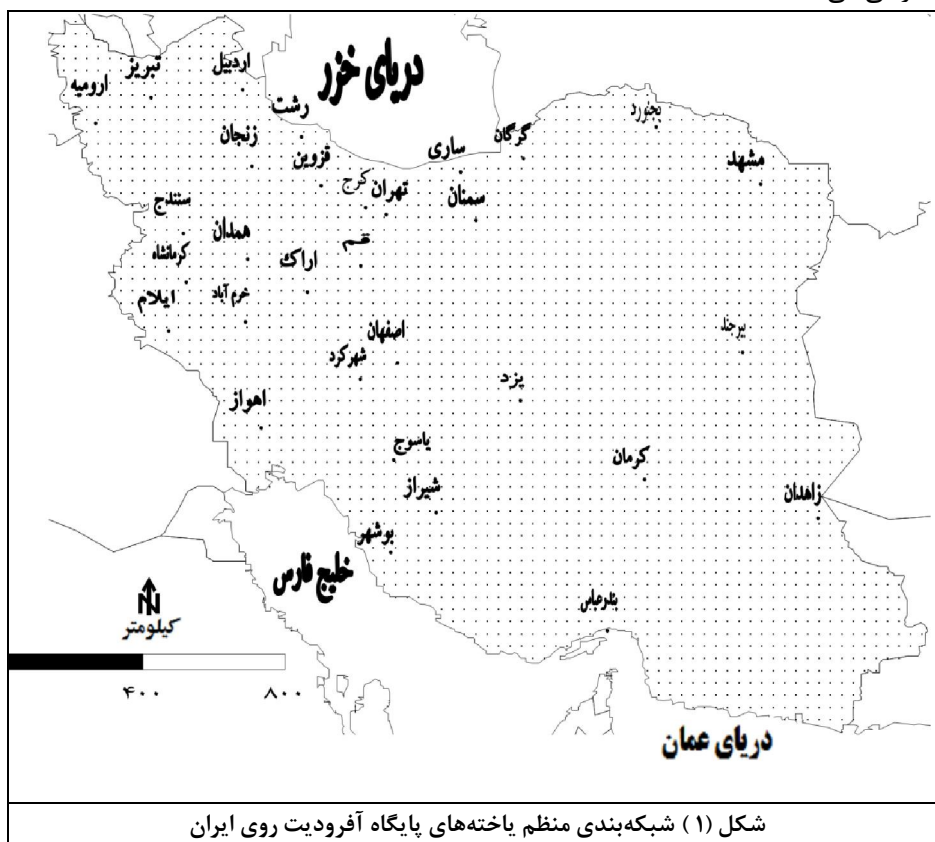 دریای خزر
اردبیل
تبریز
ارومیه
رشت
زنجان
قزوین
ساری
گرگان
بجنورد
مشهد
کرج
تهران
سمنان
سنندج
همدان
کرمانشاه
قم
اراک
ایلام
خرم آباد
اصفهان
شهرکرد
بیرجند
یزد
اهواز
یاسوج
کرمان
شیراز
زاهدان
بوشهر
خلیج فارس
بندرعباس
N
کیلومتر
۴۰۰ ۸۰۰
دریای عمان
شکل (۱) شبکه‌بندی منظم یاخته‌های پایگاه آفرودیت روی ایران